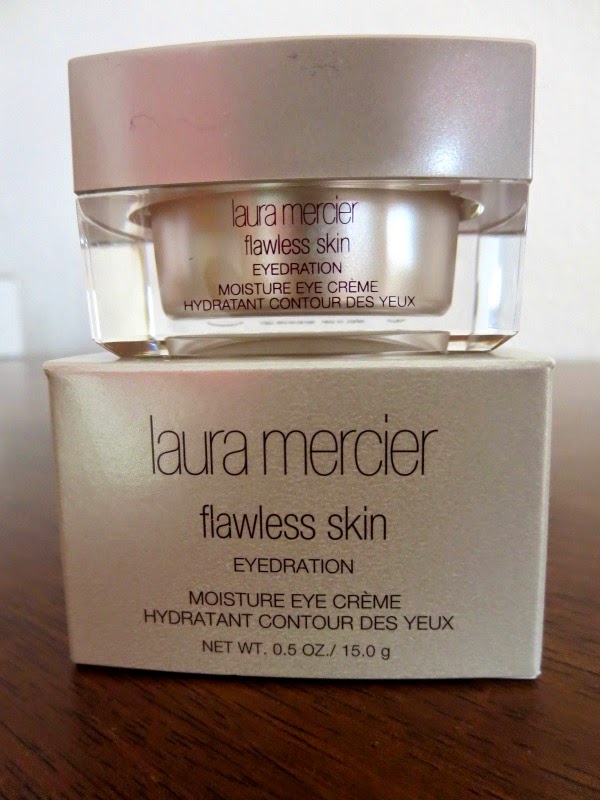 laura mercier
flawless skin
EYEDRATION
MOISTURE EYE CRÈME
HYDRATANT CONTOUR DES YEUX
laura mercier
flawless skin
EYEDRATION
MOISTURE EYE CRÈME
HYDRATANT CONTOUR DES YEUX
NET WT. 0.5 OZ./ 15.0 g